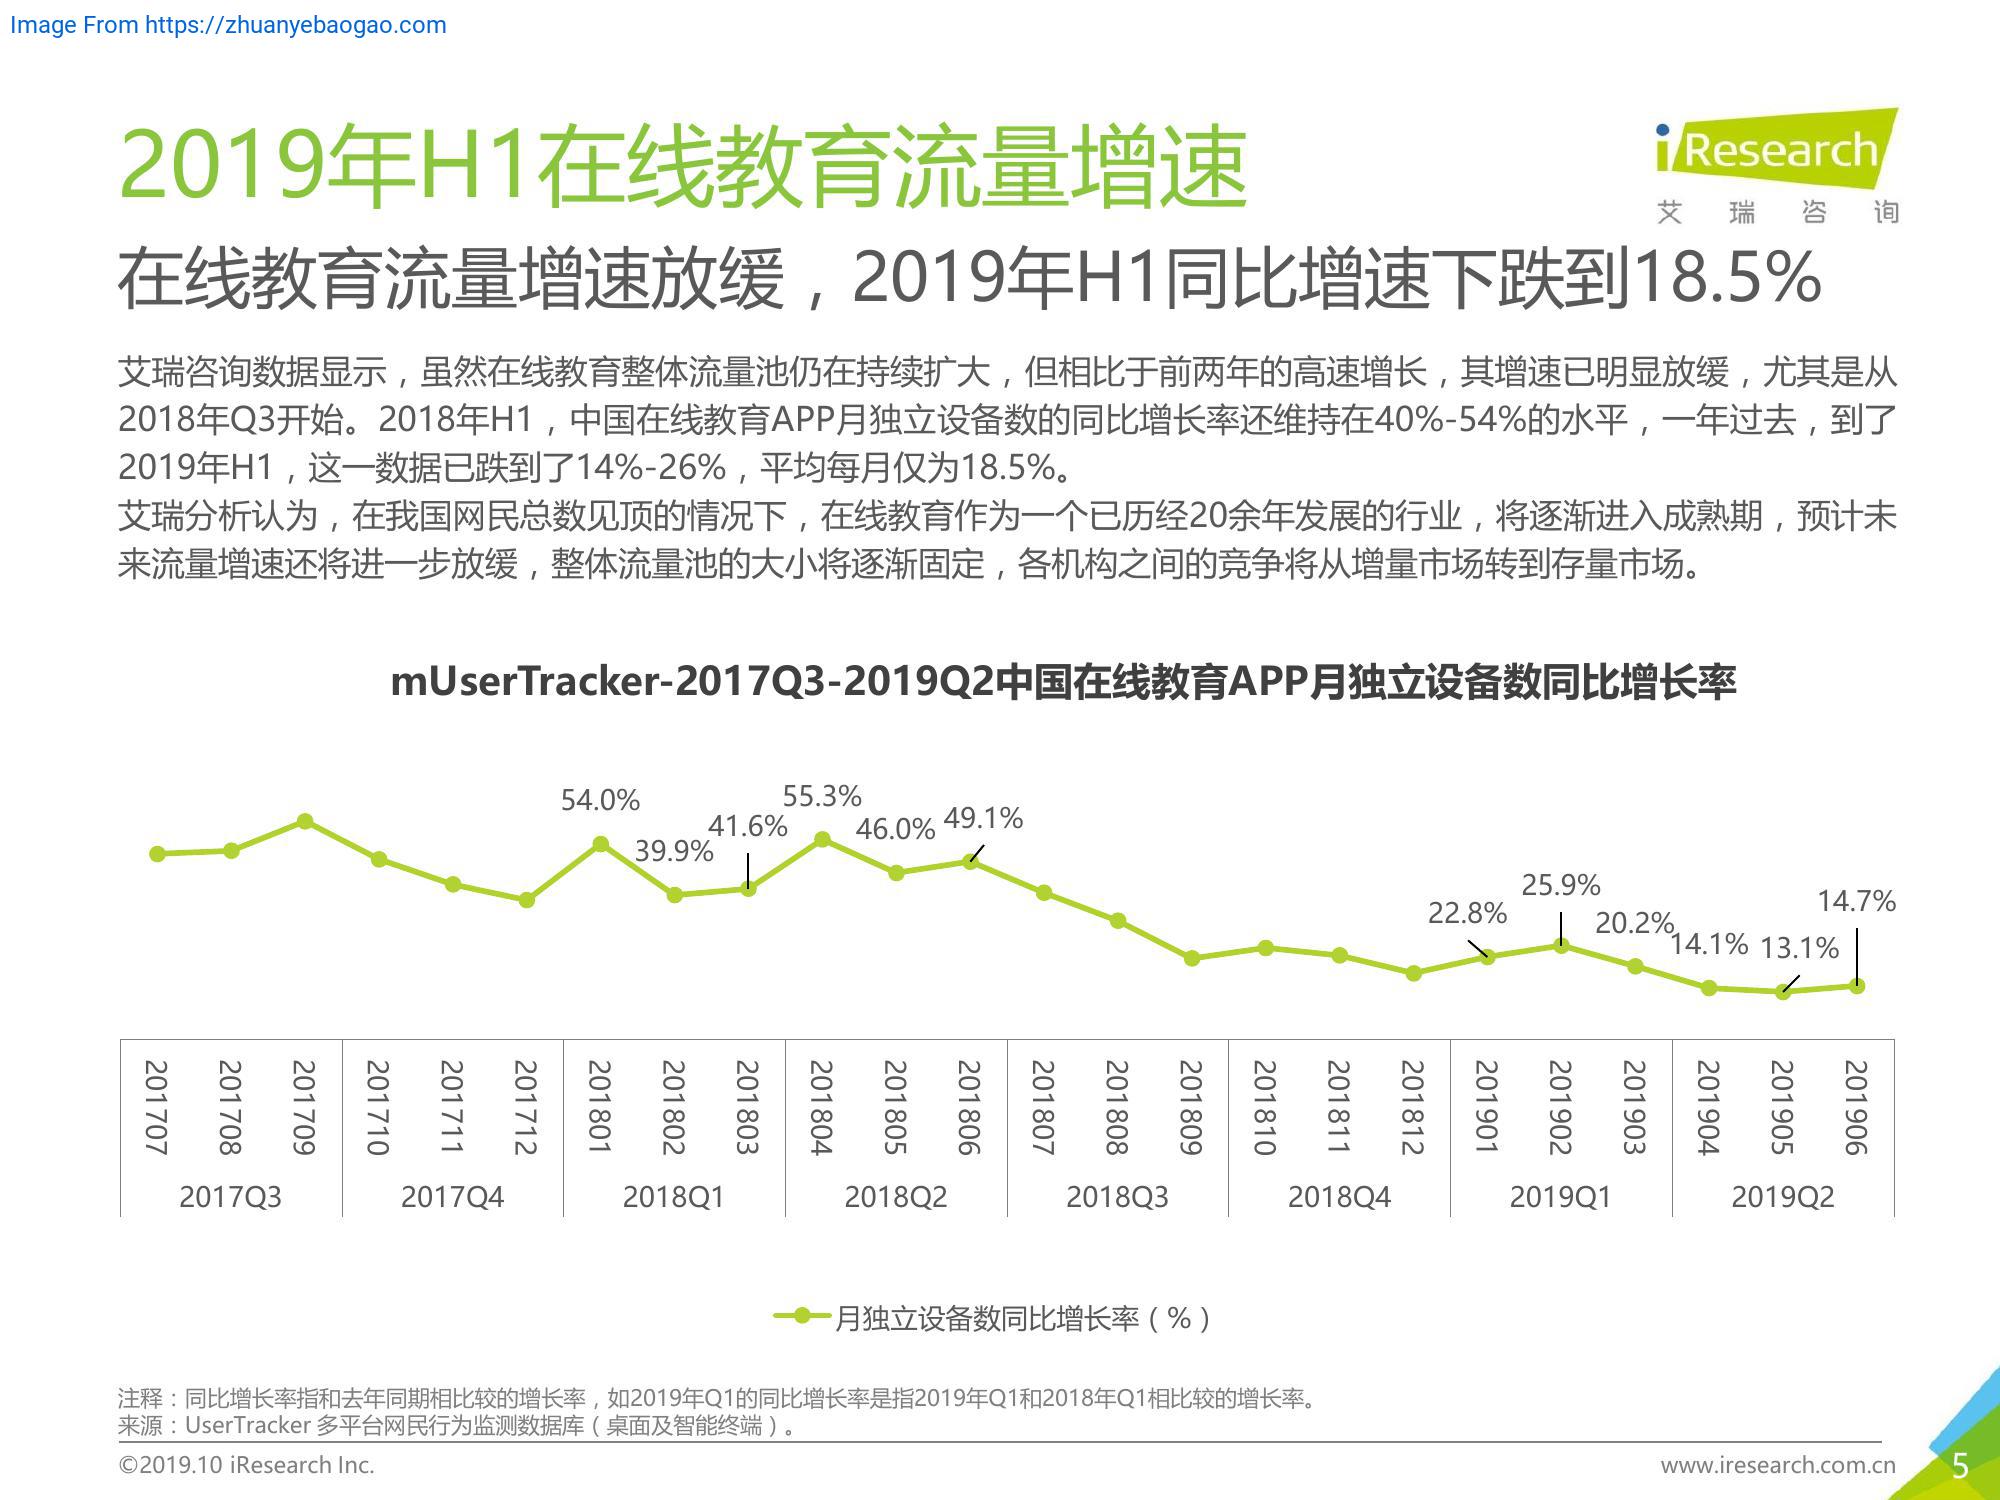 Image From https://zhuanyebaogao.com
2019年H1在线教育流量增速
iResearch
艾瑞咨询
在线教育流量增速放缓，2019年H1同比增速下跌到18.5%
艾瑞咨询数据显示，虽然在线教育整体流量池仍在持续扩大，但相比于前两年的高速增长，其增速已明显放缓，尤其是从
2018年Q3开始。2018年H1，中国在线教育APP月独立设备数的同比增长率还维持在40%-54%的水平，一年过去，到了
2019年H1，这一数据已跌到了14%-26%，平均每月仅为18.5%。
艾瑞分析认为，在我国网民总数见顶的情况下，在线教育作为一个已历经20余年发展的行业，将逐渐进入成熟期，预计未
来流量增速还将进一步放缓，整体流量池的大小将逐渐固定，各机构之间的竞争将从增量市场转到存量市场。
mUserTracker-2017Q3-2019Q2中国在线教育APP月独立设备数同比增长率
54.0%
39.9%
41.6%
55.3%
46.0%
49.1%
22.8%
25.9%
20.2%
14.1%
13.1%
14.7%
201707
201708
201709
201710
201711
201712
201801
201802
201803
201804
201805
201806
201807
201808
201809
201810
201811
201812
201901
201902
201903
201904
201905
201906
2017Q3
2017Q4
2018Q1
2018Q2
2018Q3
2018Q4
2019Q1
2019Q2
月独立设备数同比增长率（%）
注释：同比增长率指和去年同期相比较的增长率，如2019年Q1的同比增长率是指2019年Q1和2018年Q1相比较的增长率。
来源：UserTracker 多平台网民行为监测数据库（桌面及智能终端）。
©2019.10 iResearch Inc.
www.iresearch.com.cn
5